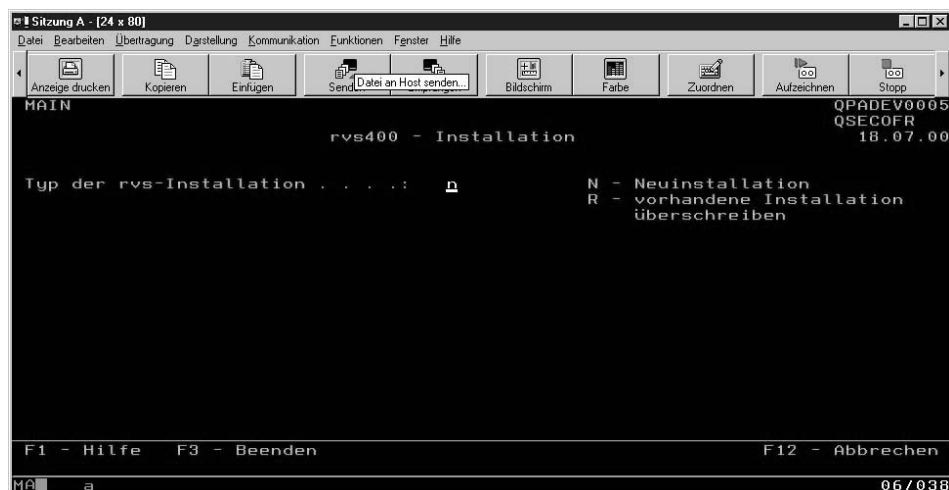 Sitzung A - [24 x 80]
Datei Bearbeiten Übertragung Darstellung Kommunikation Funktionen Fenster Hilfe
Anzeige drucken Kopieren Einfügen Datei an Host senden... Bildschirm Farbe Zuordnen Aufzeichnen Stopp
MAIN QPADEV0005
QSECOFR
rvs400 - Installation 18.07.00
Typ der rvs-Installation . . . .: n N - Neuinstallation
R - vorhandene Installation
überschreiben
F1 - Hilfe F3 - Beenden F12 - Abbrechen
MA a 06/038